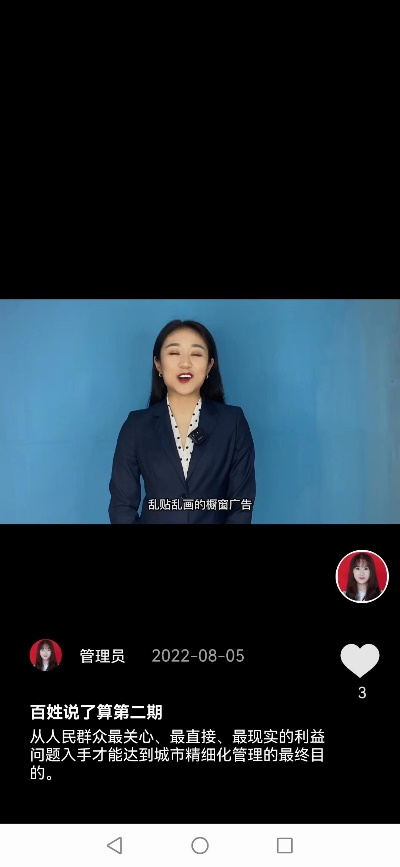 乱贴乱画的橱窗广告
管理员 2022-08-05
3
百姓说了算第二期
从人民群众最关心、最直接、最现实的利益
问题入手才能达到城市精细化管理的最终目
的。